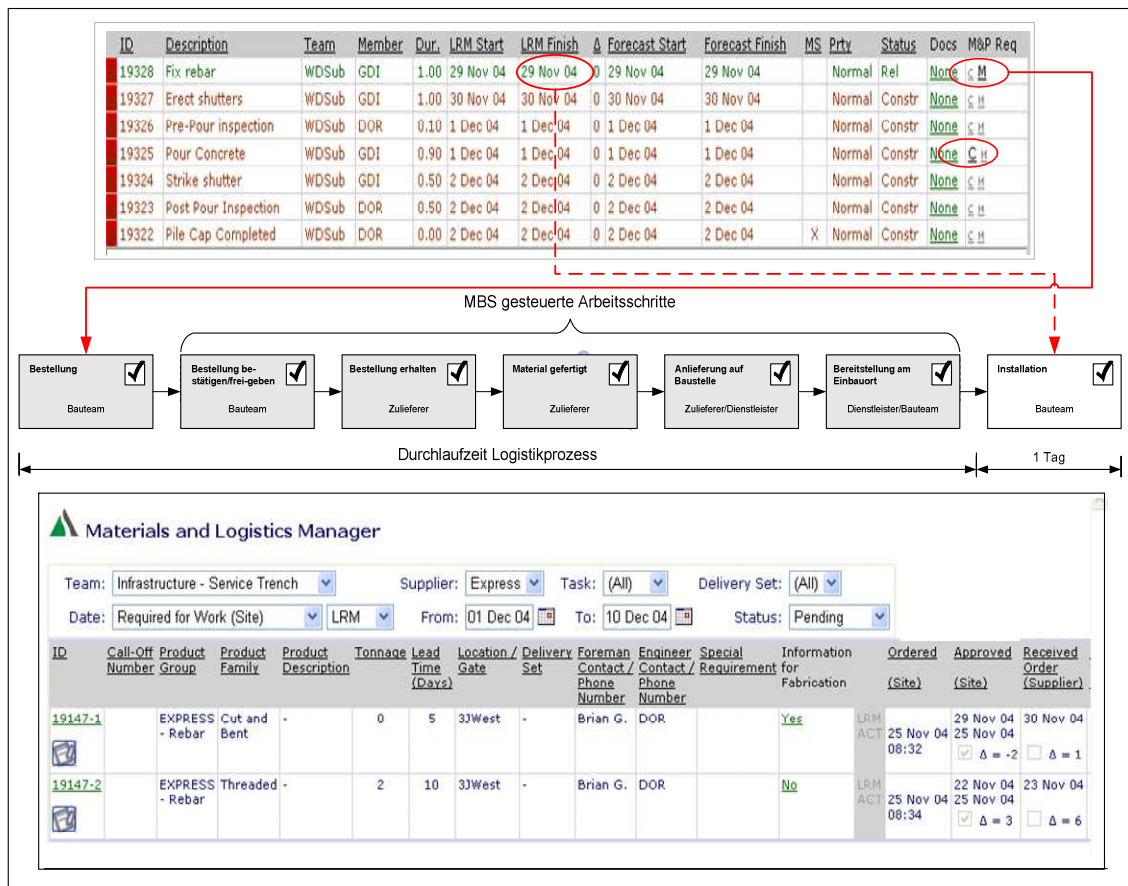 ID Description Team Member Dur. LRM Start LRM Finish Δ Forecast Start Forecast Finish MS Prty Status Docs M&P Req
19328 Fix rebar WDSub GDI 1.00 29 Nov 04 29 Nov 04 0 29 Nov 04 29 Nov 04 Normal Rel None C M
19327 Erect shutters WDSub GDI 1.00 30 Nov 04 30 Nov 04 0 30 Nov 04 30 Nov 04 Normal Constr None C M
19326 Pre-Pour inspection WDSub DOR 0.10 1 Dec 04 1 Dec 04 0 1 Dec 04 1 Dec 04 Normal Constr None C M
19325 Pour Concrete WDSub GDI 0.90 1 Dec 04 1 Dec 04 0 1 Dec 04 1 Dec 04 Normal Constr None C M
19324 Strike shutter WDSub GDI 0.50 2 Dec 04 2 Dec 04 0 2 Dec 04 2 Dec 04 Normal Constr None C M
19323 Post Pour Inspection WDSub DOR 0.50 2 Dec 04 2 Dec 04 0 2 Dec 04 2 Dec 04 Normal Constr None C M
19322 Pile Cap Completed WDSub DOR 0.00 2 Dec 04 2 Dec 04 0 2 Dec 04 2 Dec 04 X Normal Constr None C M
MBS gesteuerte Arbeitsschritte
Bestellung
Bauteam
Bestellung be-
stätigen/frei-geben
Bauteam
Bestellung erhalten
Zulieferer
Material gefertigt
Zulieferer
Anlieferung auf
Baustelle
Zulieferer/Dienstleister
Bereitstellung am
Einbauort
Dienstleister/Bauteam
Installation
Bauteam
Durchlaufzeit Logistikprozess 1 Tag
Materials and Logistics Manager
Team: Infrastructure - Service Trench Supplier: Express Task: (All) Delivery Set: (All)
Date: Required for Work (Site) LRM From: 01 Dec 04 To: 10 Dec 04 Status: Pending
ID Call-Off Product Product Product Tonnage Lead Location / Delivery Foreman Engineer Special Information Ordered Approved Received
Number Group Family Description Time Gate Set Contact / Contact / Requirement for Order
(Days) Phone Phone Fabrication (Site) (Site) (Supplier)
Number Number
19147-1 EXPRESS Cut and - 0 5 3JWest - Brian G. DOR Yes LRM 29 Nov 04 30 Nov 04
- Rebar Bent ACT 25 Nov 04 25 Nov 04
08:32 Δ = -2 Δ = 1
19147-2 EXPRESS Threaded - 2 10 3JWest - Brian G. DOR No LRM 22 Nov 04 23 Nov 04
- Rebar ACT 25 Nov 04 25 Nov 04
08:34 Δ = 3 Δ = 6